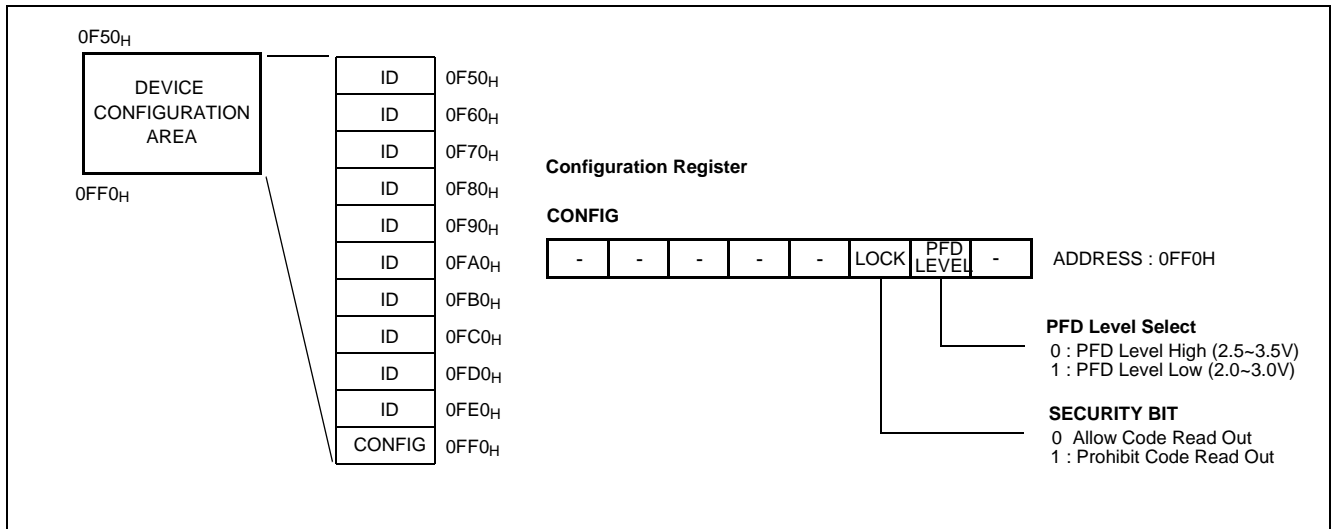 0F50H
DEVICE
CONFIGURATION
AREA
0FF0H
ID 0F50H
ID 0F60H
ID 0F70H
ID 0F80H
ID 0F90H
ID 0FA0H
ID 0FB0H
ID 0FC0H
ID 0FD0H
ID 0FE0H
CONFIG 0FF0H
Configuration Register
CONFIG
- - - - - LOCK PFD LEVEL - ADDRESS : 0FF0H
PFD Level Select
0 : PFD Level High (2.5~3.5V)
1 : PFD Level Low (2.0~3.0V)
SECURITY BIT
0 Allow Code Read Out
1 : Prohibit Code Read Out